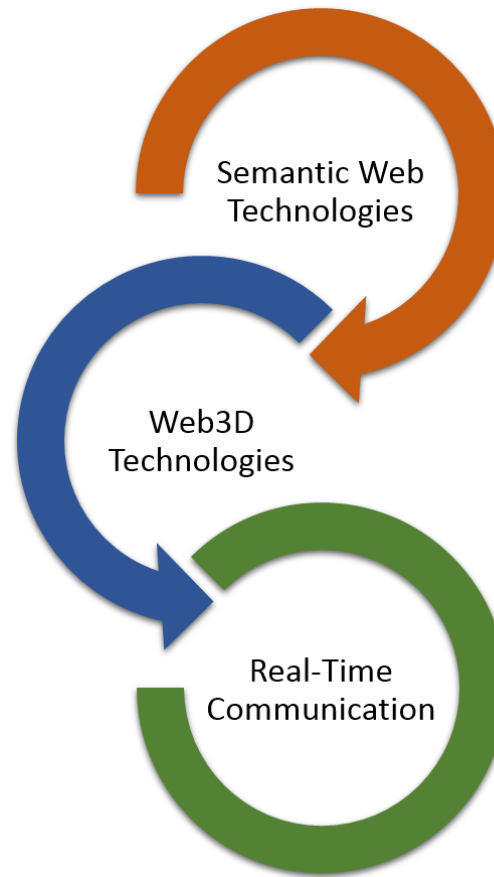 Semantic Web
Technologies
Web3D
Technologies
Real-Time
Communication